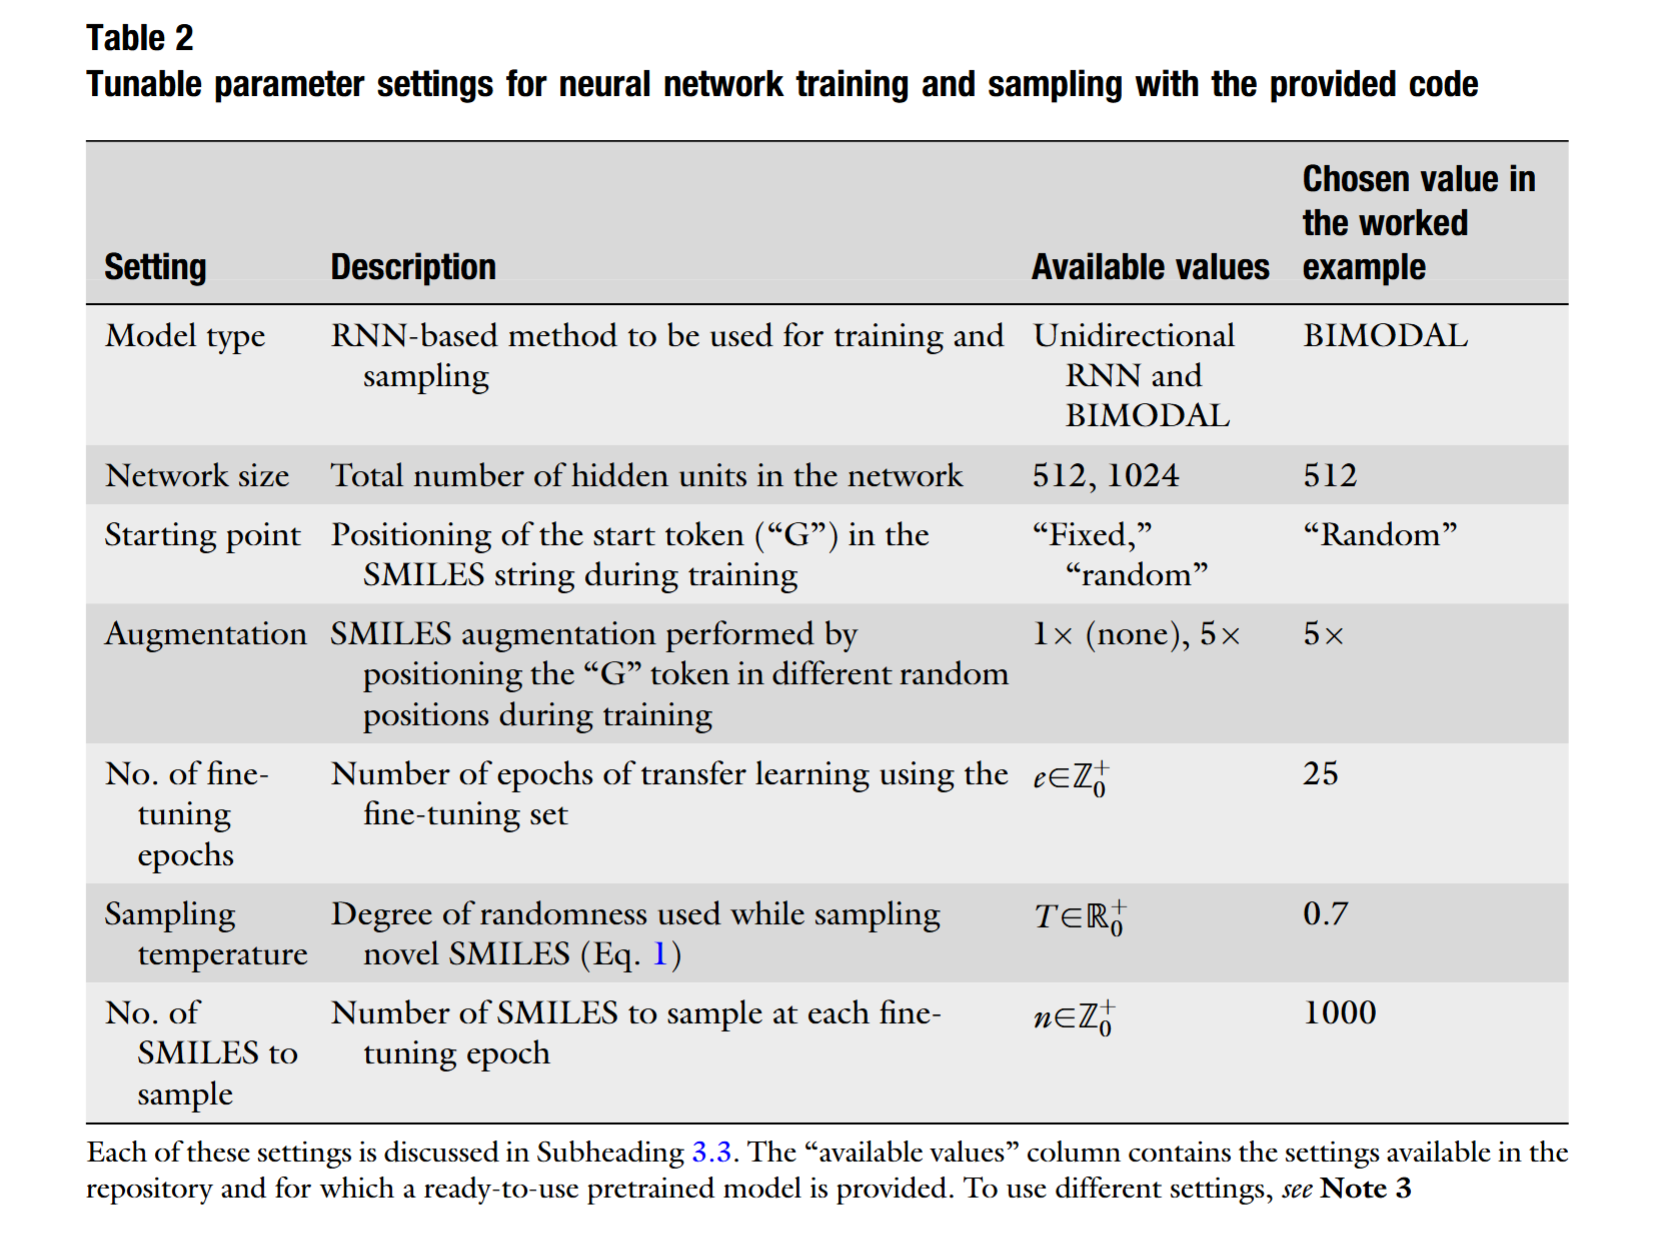 Table 2
Tunable parameter settings for neural network training and sampling with the provided code
Setting
Description
Available values
Chosen value in
the worked
example
Model type
RNN-based method to be used for training and
sampling
Unidirectional
RNN and
BIMODAL
BIMODAL
Network size
Total number of hidden units in the network
512, 1024
512
Starting point
Positioning of the start token (“G”) in the
SMILES string during training
“Fixed,”
“random”
“Random”
Augmentation
SMILES augmentation performed by
positioning the “G” token in different random
positions during training
1× (none), 5×
5×
No. of fine-
tuning
epochs
Number of epochs of transfer learning using the
fine-tuning set
e∈ℤ₀⁺
25
Sampling
temperature
Degree of randomness used while sampling
novel SMILES (Eq. 1)
T∈ℝ₀⁺
0.7
No. of
SMILES to
sample
Number of SMILES to sample at each fine-
tuning epoch
n∈ℤ₀⁺
1000
Each of these settings is discussed in Subheading 3.3. The “available values” column contains the settings available in the
repository and for which a ready-to-use pretrained model is provided. To use different settings, see Note 3